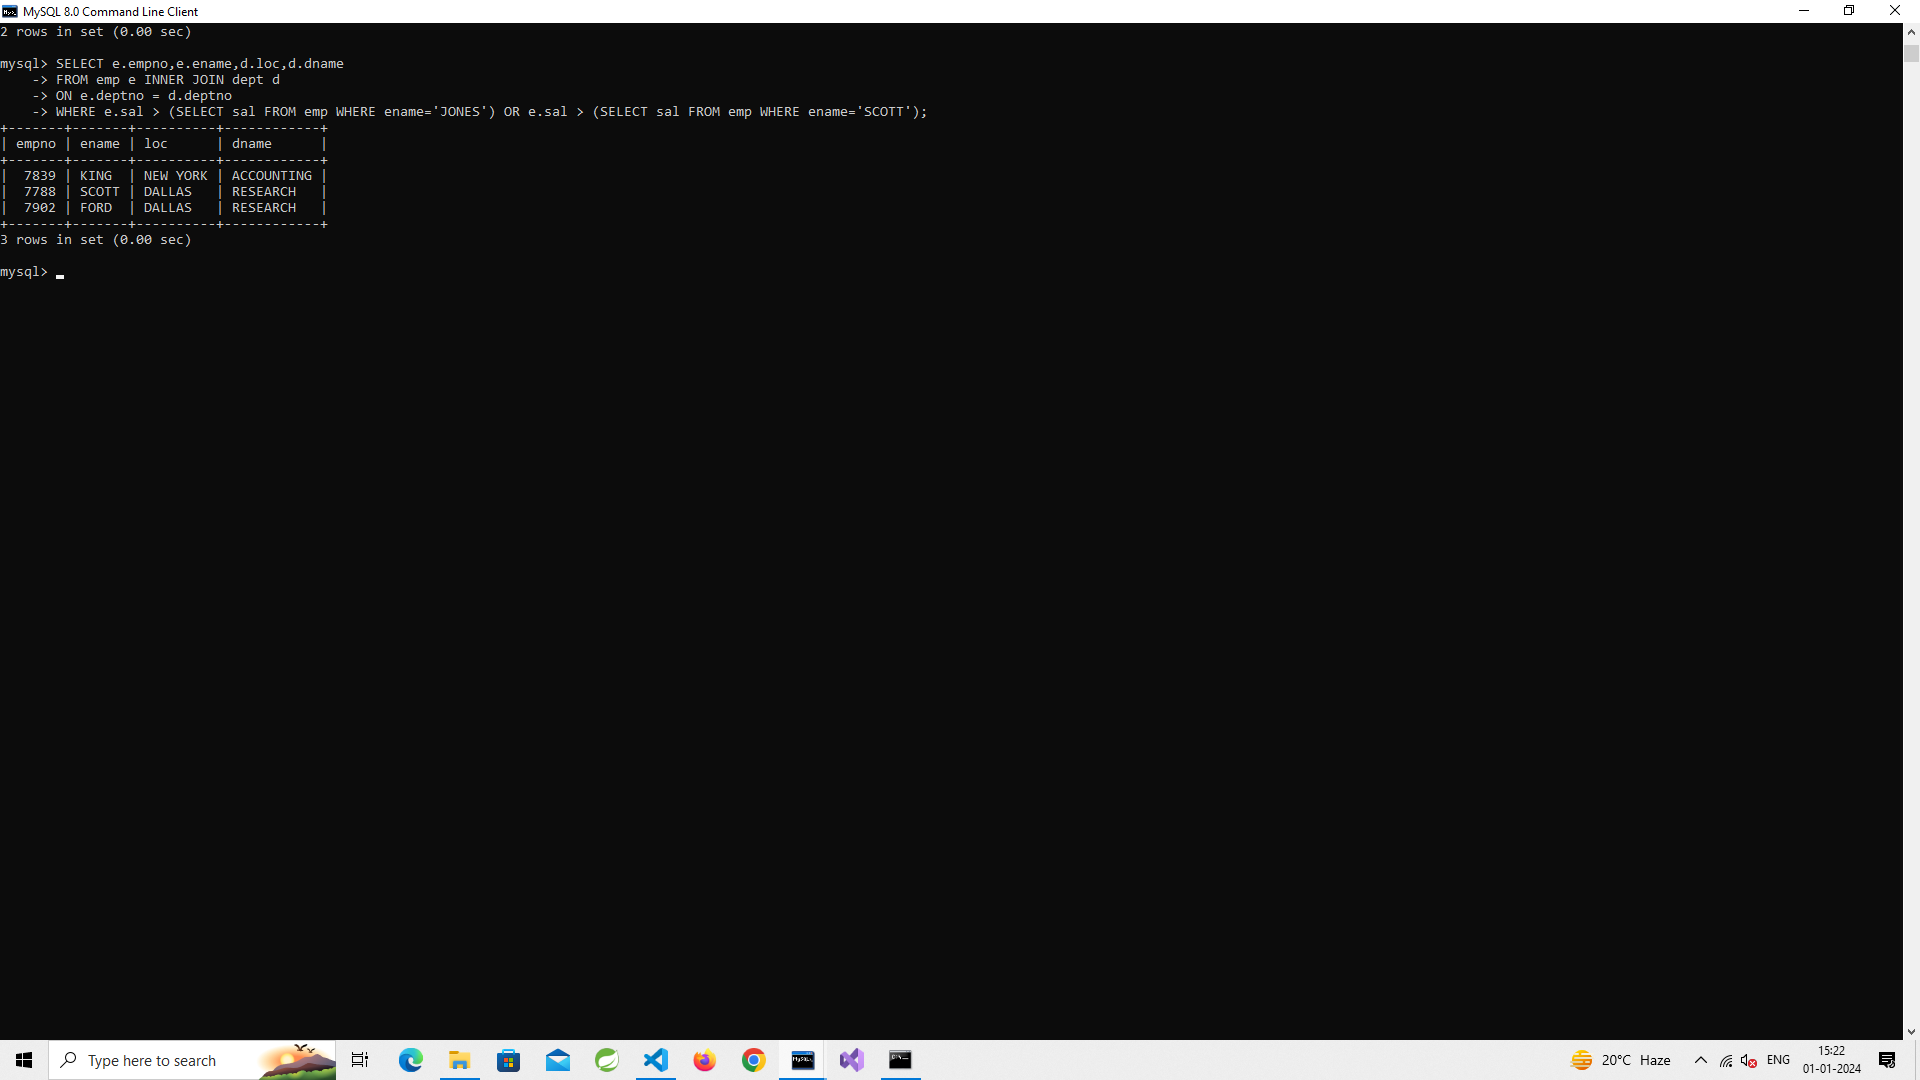 MySQL 8.0 Command Line Client
2 rows in set (0.00 sec)
mysql> SELECT e.empno,e.ename,d.loc,d.dname
    -> FROM emp e INNER JOIN dept d
    -> ON e.deptno = d.deptno
    -> WHERE e.sal > (SELECT sal FROM emp WHERE ename='JONES') OR e.sal > (SELECT sal FROM emp WHERE ename='SCOTT');
+-------+-------+----------+------------+
| empno | ename | loc      | dname      |
+-------+-------+----------+------------+
|  7839 | KING  | NEW YORK | ACCOUNTING |
|  7788 | SCOTT | DALLAS   | RESEARCH   |
|  7902 | FORD  | DALLAS   | RESEARCH   |
+-------+-------+----------+------------+
3 rows in set (0.00 sec)
mysql> _
Type here to search
20°C Haze
ENG
15:22
01-01-2024